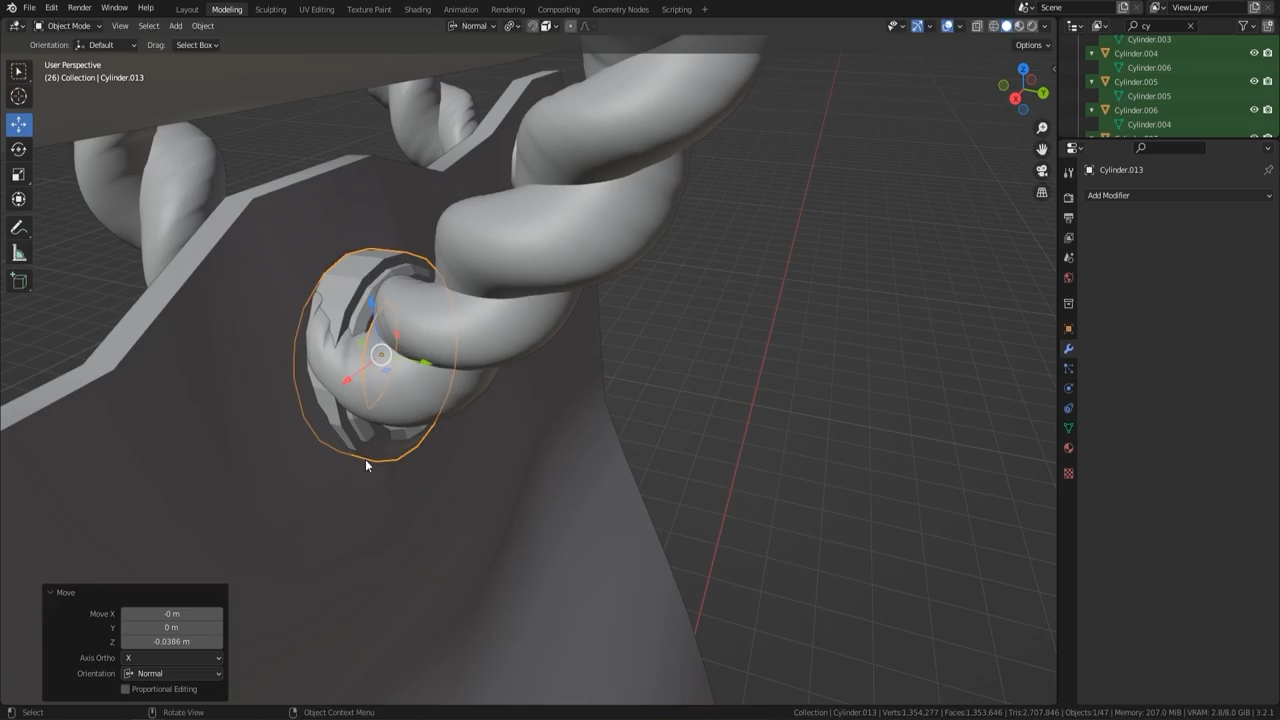 File Edit Render Window Help Layout Modeling Sculpting UV Editing Texture Paint Shading Animation Rendering Compositing Geometry Nodes Scripting + Scene ViewLayer
Object Mode View Select Add Object Normal cy
Orientation: Default Drag: Select Box Options
User Perspective
(26) Collection | Cylinder.013
Cylinder.003
Cylinder.004
Cylinder.006
Cylinder.005
Cylinder.005
Cylinder.006
Cylinder.004
Z
Y
X
Cylinder.013
Add Modifier
Move
Move X -0 m
Y 0 m
Z -0.0386 m
Axis Ortho X
Orientation Normal
Proportional Editing
Select Rotate View Object Context Menu Collection | Cylinder.013 | Verts:1,354,277 | Faces:1,353,646 | Tris:2,707,846 | Objects:1/47 | Memory: 207.0 MiB | VRAM: 2.8/8.0 GiB | 3.2.1